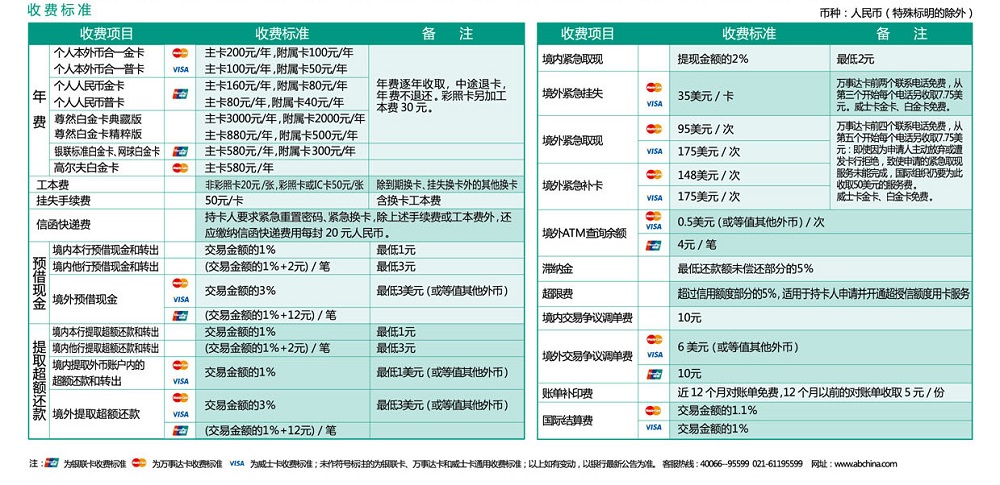 收费标准
币种：人民币（特殊标明的除外）
收费项目 收费标准 备 注
年费
个人本外币合一金卡 主卡200元/年,附属卡100元/年
个人本外币合一普卡 VISA 主卡100元/年,附属卡50元/年
个人人民币金卡 主卡160元/年,附属卡80元/年
个人人民币普卡 主卡80元/年,附属卡40元/年
尊然白金卡典藏版 主卡3000元/年,附属卡2000元/年
尊然白金卡精粹版 主卡880元/年,附属卡500元/年
银联标准白金卡、网球白金卡 主卡580元/年,附属卡300元/年
高尔夫白金卡 主卡580元/年
年费逐年收取，中途退卡，
年费不退还。彩照卡另加工
本费30元。
工本费 非彩照卡20元/张,彩照卡或IC卡50元/张 除到期换卡、挂失换卡外的其他换卡
挂失手续费 50元/卡 含换卡工本费
信函快递费 持卡人要求紧急重置密码、紧急换卡,除上述手续费或工本费外,还
应缴纳信函快递费用每封20元人民币。
预借现金
境内本行预借现金和转出 交易金额的1% 最低1元
境内他行预借现金和转出 (交易金额的1%+2元) / 笔 最低3元
境外预借现金 VISA 交易金额的3% 最低3美元 (或等值其他外币)
(交易金额的1%+12元) / 笔
提取超额还款
境内本行提取超额还款和转出 交易金额的1% 最低1元
境内他行提取超额还款和转出 (交易金额的1%+2元) / 笔 最低3元
境内提取外币账户内的
超额还款和转出 VISA 交易金额的1% 最低1美元 (或等值其他外币)
境外提取超额还款 VISA 交易金额的3% 最低3美元 (或等值其他外币)
(交易金额的1%+12元) / 笔
收费项目 收费标准 备 注
境内紧急取现 提现金额的2% 最低2元
境外紧急挂失 VISA 35美元 / 卡
万事达卡前两个联系电话免费，从
第三个开始每个电话另收取7.75美
元。威士卡金卡、白金卡免费。
境外紧急取现 95美元 / 次
VISA 175美元 / 次
境外紧急补卡 148美元 / 次
VISA 175美元 / 次
万事达卡前四个联系电话免费，从
第五个开始每个电话另收取7.75美
元；即使因为申请人主动放弃或遭
发卡行拒绝，致使申请的紧急取现
服务未能完成，国际组织仍要为此
收取50美元的服务费。
威士卡金卡、白金卡免费。
境外ATM查询余额 VISA 0.5美元 (或等值其他外币) / 次
4元 / 笔
滞纳金 最低还款额未偿还部分的5%
超限费 超过信用额度部分的5%，适用于持卡人申请并开通超授信额度用卡服务
境内交易争议调单费 10元
境外交易争议调单费 VISA 6 美元 (或等值其他外币)
10元
账单补印费 近12个月对账单免费,12个月以前的对账单收取5元/份
国际结算费 交易金额的1.1%
VISA 交易金额的1%
注： 为银联卡收费标准 为万事达卡收费标准 VISA 为威士卡收费标准；未作符号标注的为银联卡、万事达卡和威士卡通用收费标准；以上如有变动，以银行最新公告为准。 客服热线：40066--95599 021-61195599 网址：www.abchina.com